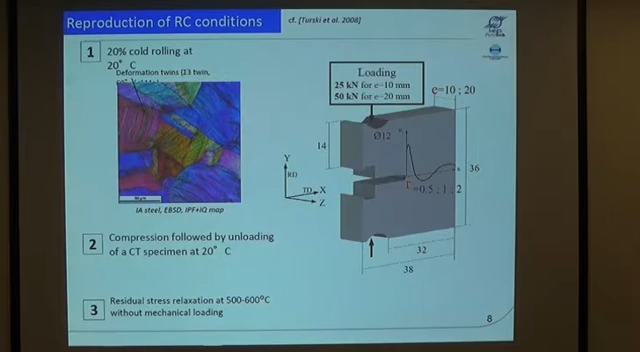 Reproduction of RC conditions
cf. [Turski et al. 2008]
1
20% cold rolling at
20° C
Deformation twins (Σ3 twin,
IA steel, EBSD, IPF+IQ map
2
Compression followed by unloading
of a CT specimen at 20° C
3
Residual stress relaxation at 500-600°C
without mechanical loading
Loading
25 kN for e=10 mm
50 kN for e=20 mm
e=10 ; 20
Ø12
14
36
Y
RD
TD
X
Z
r=0.5 ; 1 ; 2
32
38
8